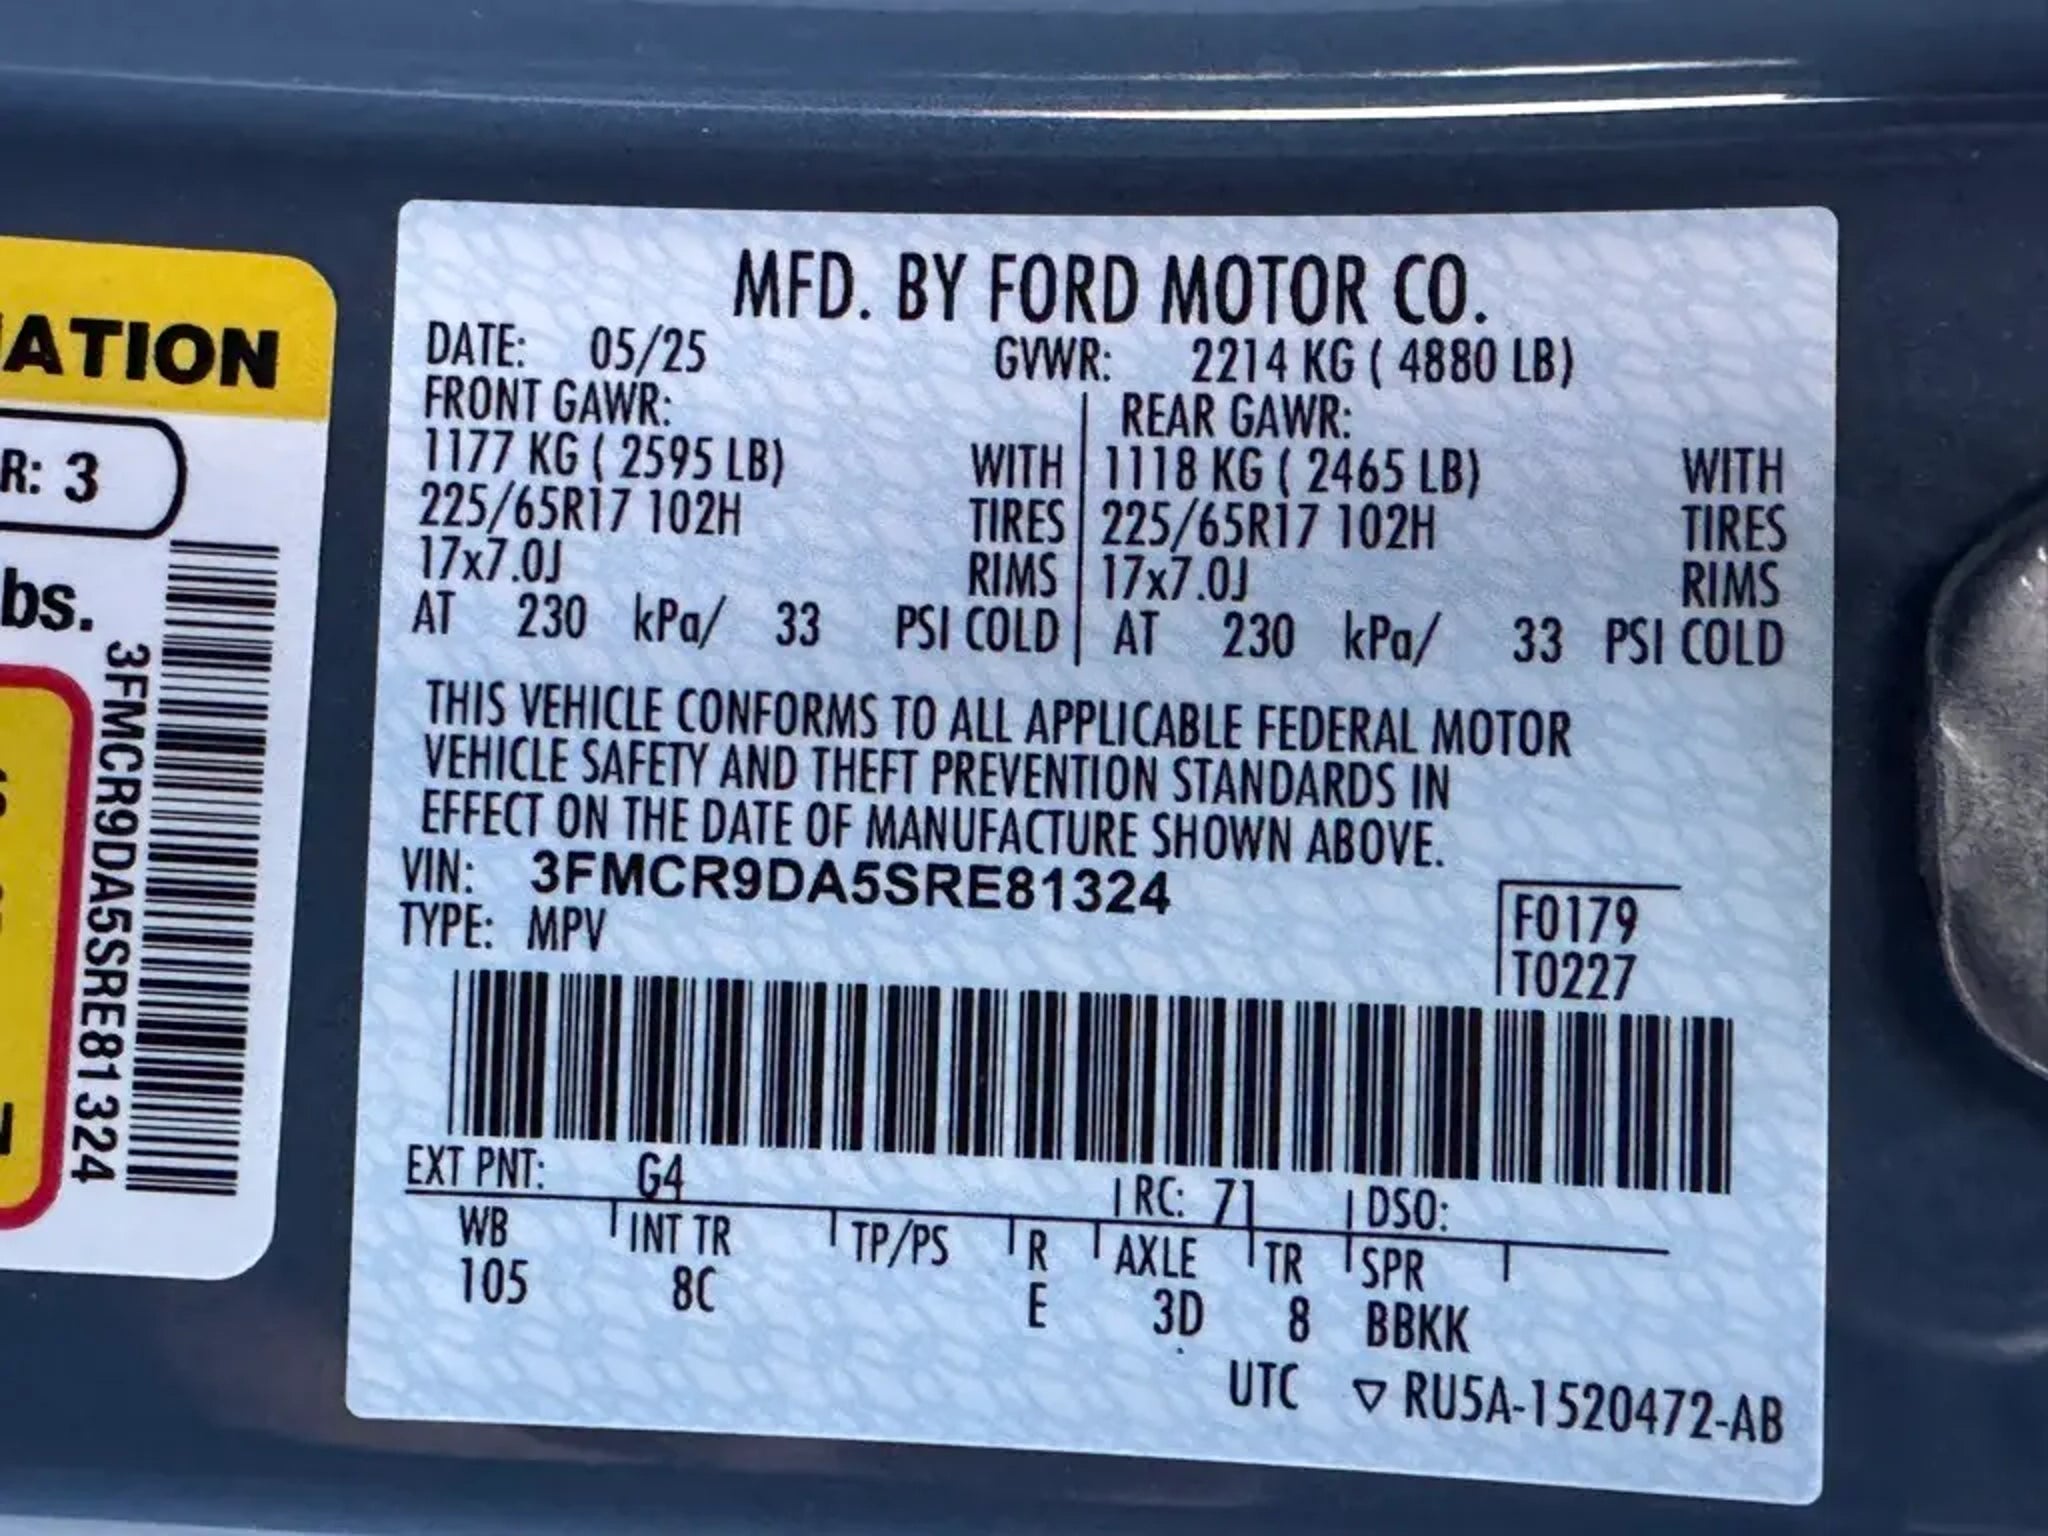 MFD. BY FORD MOTOR CO.
DATE: 05/25 GVWR: 2214 KG ( 4880 LB)
FRONT GAWR: REAR GAWR:
1177 KG ( 2595 LB) WITH 1118 KG ( 2465 LB) WITH
225/65R17 102H TIRES 225/65R17 102H TIRES
17x7.0J RIMS 17x7.0J RIMS
AT 230 kPa/ 33 PSI COLD AT 230 kPa/ 33 PSI COLD
THIS VEHICLE CONFORMS TO ALL APPLICABLE FEDERAL MOTOR
VEHICLE SAFETY AND THEFT PREVENTION STANDARDS IN
EFFECT ON THE DATE OF MANUFACTURE SHOWN ABOVE.
VIN: 3FMCR9DA5SRE81324
TYPE: MPV
F0179
T0227
EXT PNT: G4 RC: 71 DSO:
WB INT TR TP/PS R AXLE TR SPR
105 8C E 3D 8 BBKK
UTC ▽ RU5A-1520472-AB
ATION
R: 3
bs.
3FMCR9DA5SRE81324